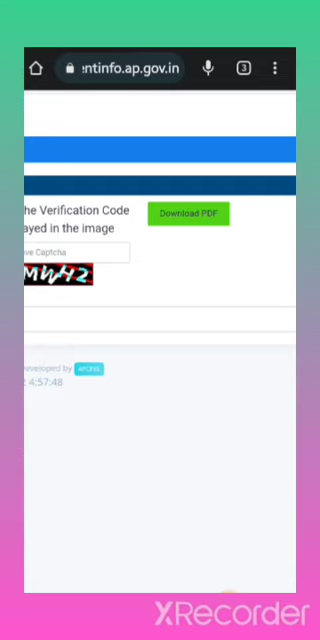 entinfo.ap.gov.in
3
he Verification Code
Download PDF
ayed in the image
ve Captcha
MWH2
eveloped by APCFSS
: 4:57:48
XRecorder